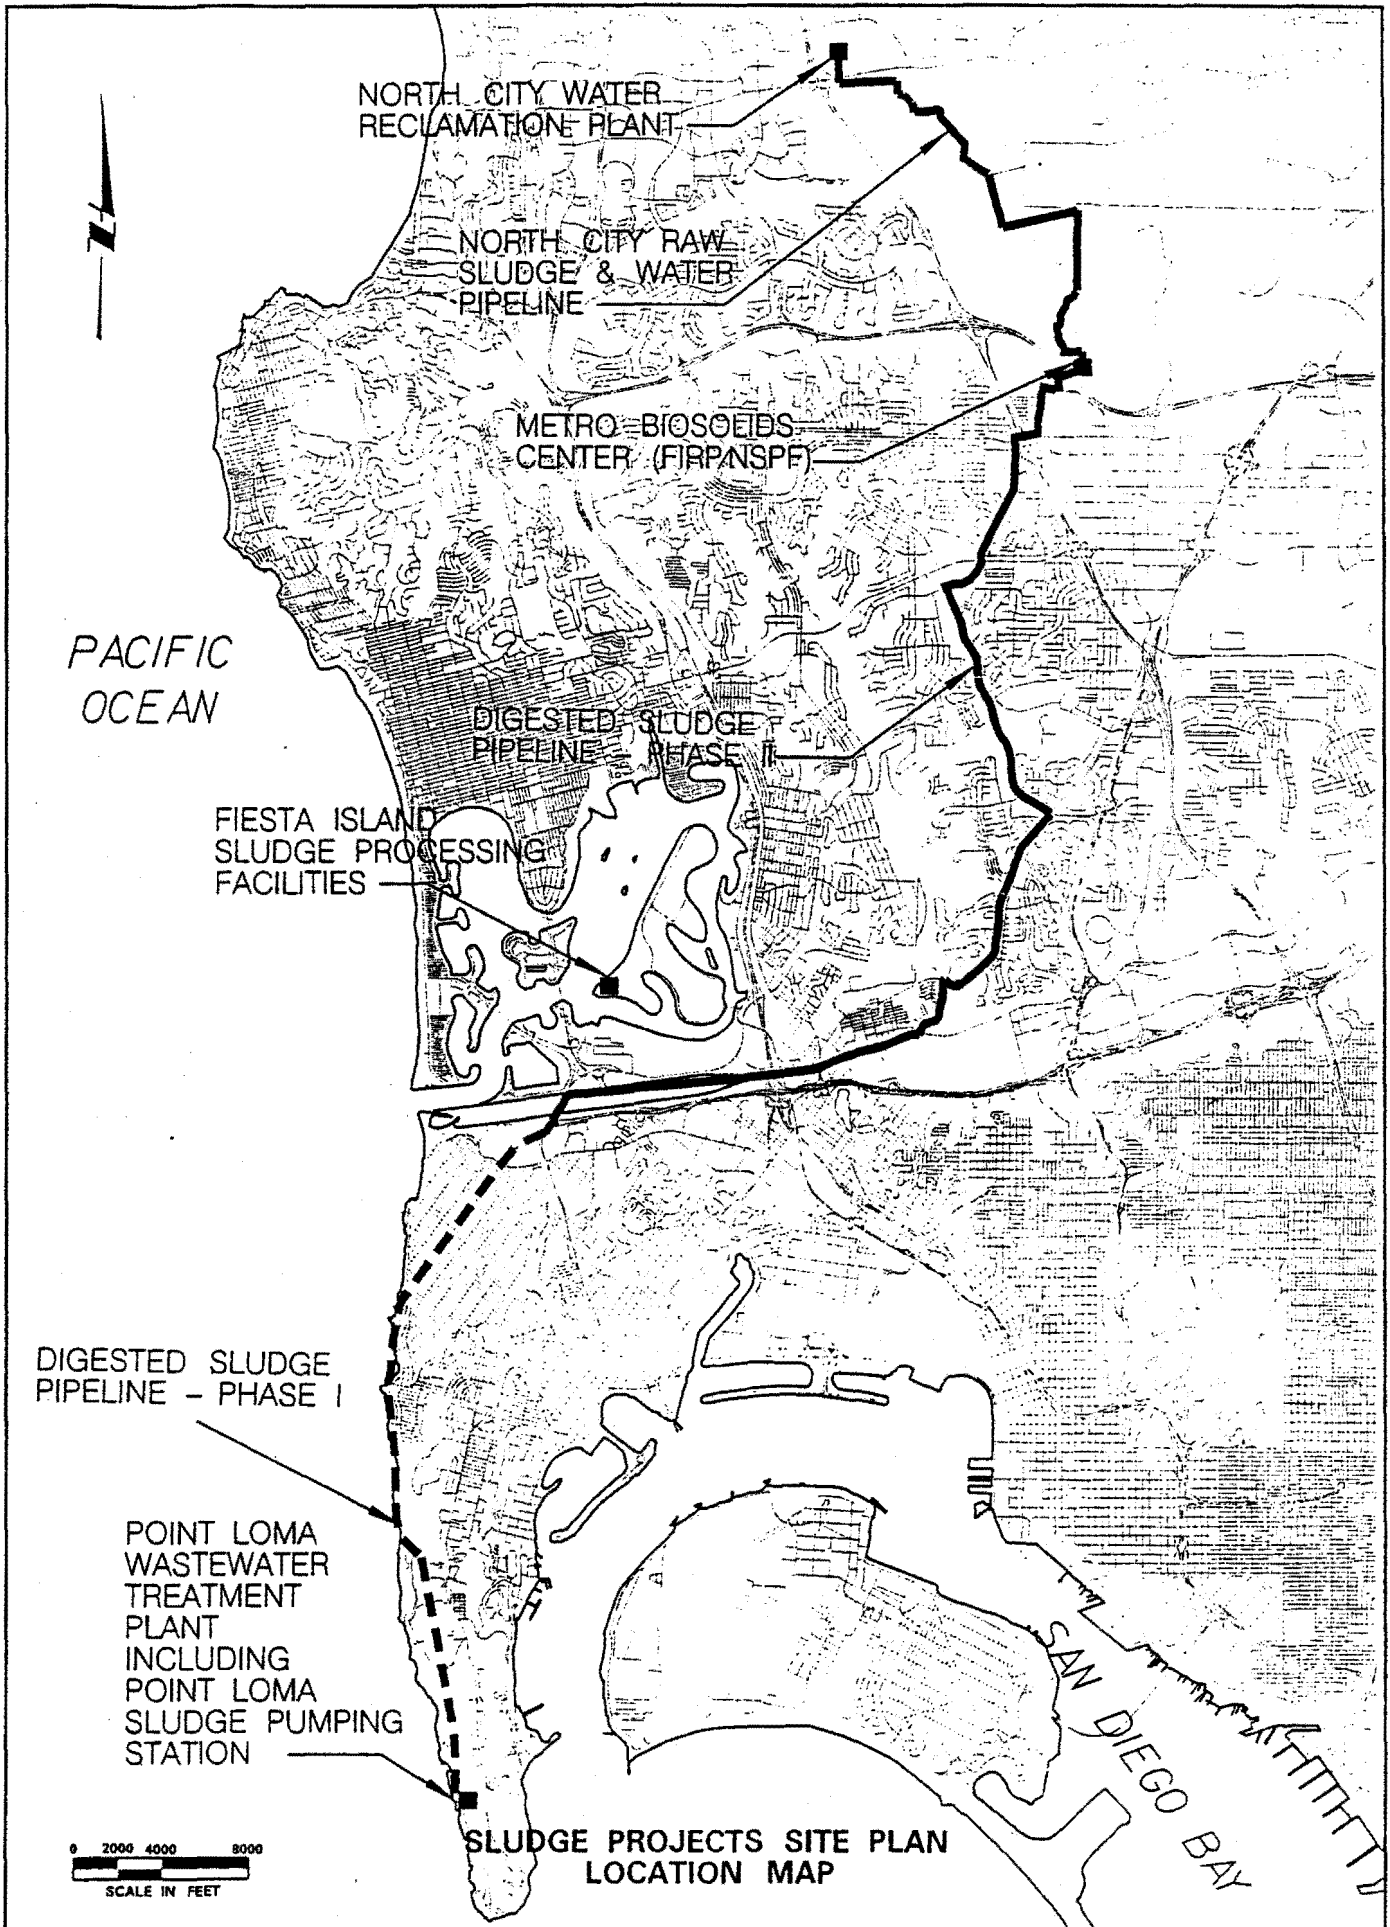 NORTH CITY WATER
RECLAMATION PLANT
NORTH CITY RAW
SLUDGE & WATER
PIPELINE
METRO BIOSOLIDS
CENTER (FIRP/NSPF)
PACIFIC
OCEAN
DIGESTED SLUDGE
PIPELINE - PHASE II
FIESTA ISLAND
SLUDGE PROCESSING
FACILITIES
DIGESTED SLUDGE
PIPELINE - PHASE I
POINT LOMA
WASTEWATER
TREATMENT
PLANT
INCLUDING
POINT LOMA
SLUDGE PUMPING
STATION
SAN DIEGO BAY
0 2000 4000 8000
SCALE IN FEET
SLUDGE PROJECTS SITE PLAN
LOCATION MAP